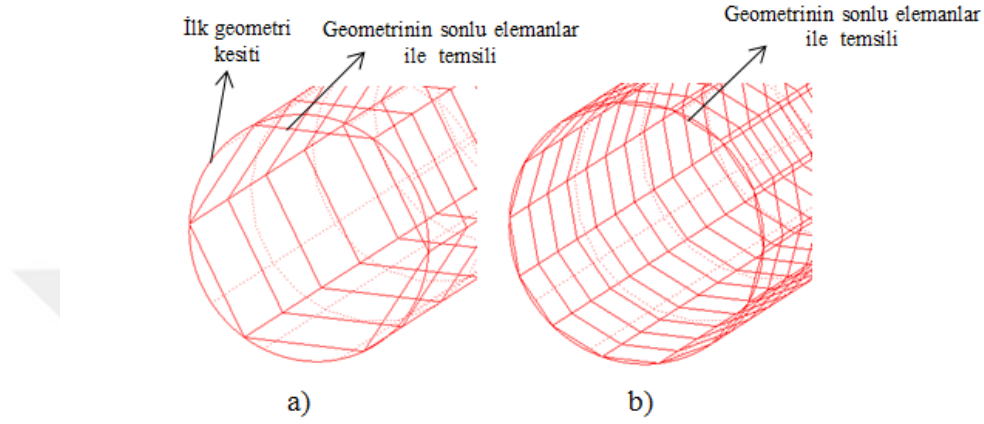 İlk geometri
kesiti
Geometrinin sonlu elemanlar
ile temsili
Geometrinin sonlu elemanlar
ile temsili
a)
b)